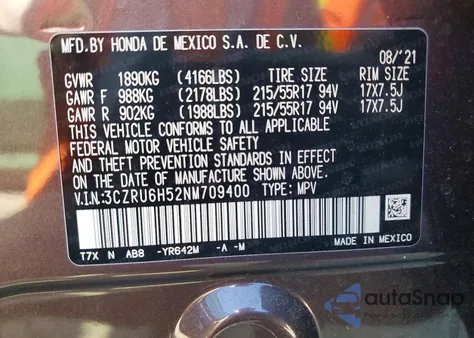 MFD.BY HONDA DE MEXICO S.A. DE C.V.
08/'21
GVWR 1890KG (4166LBS) TIRE SIZE RIM SIZE
GAWR F 988KG (2178LBS) 215/55R17 94V 17X7.5J
GAWR R 902KG (1988LBS) 215/55R17 94V 17X7.5J
THIS VEHICLE CONFORMS TO ALL APPLICABLE
FEDERAL MOTOR VEHICLE SAFETY
AND THEFT PREVENTION STANDARDS IN EFFECT
ON THE DATE OF MANUFACTURE SHOWN ABOVE.
V.I.N:3CZRU6H52NM709400 TYPE: MPV
T7X N AB8 -YR642M -A -M MADE IN MEXICO
autoSnap